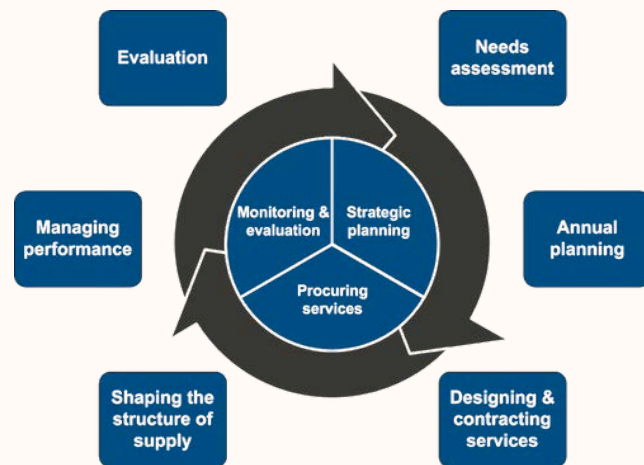 Evaluation
Needs
assessment
Monitoring &
evaluation
Strategic
planning
Managing
performance
Annual
planning
Procuring
services
Shaping the
structure of
supply
Designing &
contracting
services